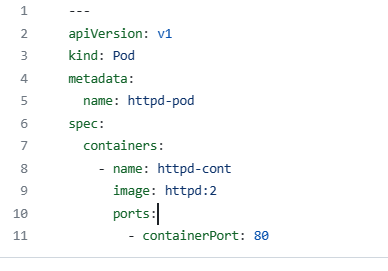 1 ---
2 apiVersion: v1
3 kind: Pod
4 metadata:
5   name: httpd-pod
6 spec:
7   containers:
8     - name: httpd-cont
9       image: httpd:2
10       ports:
11         - containerPort: 80